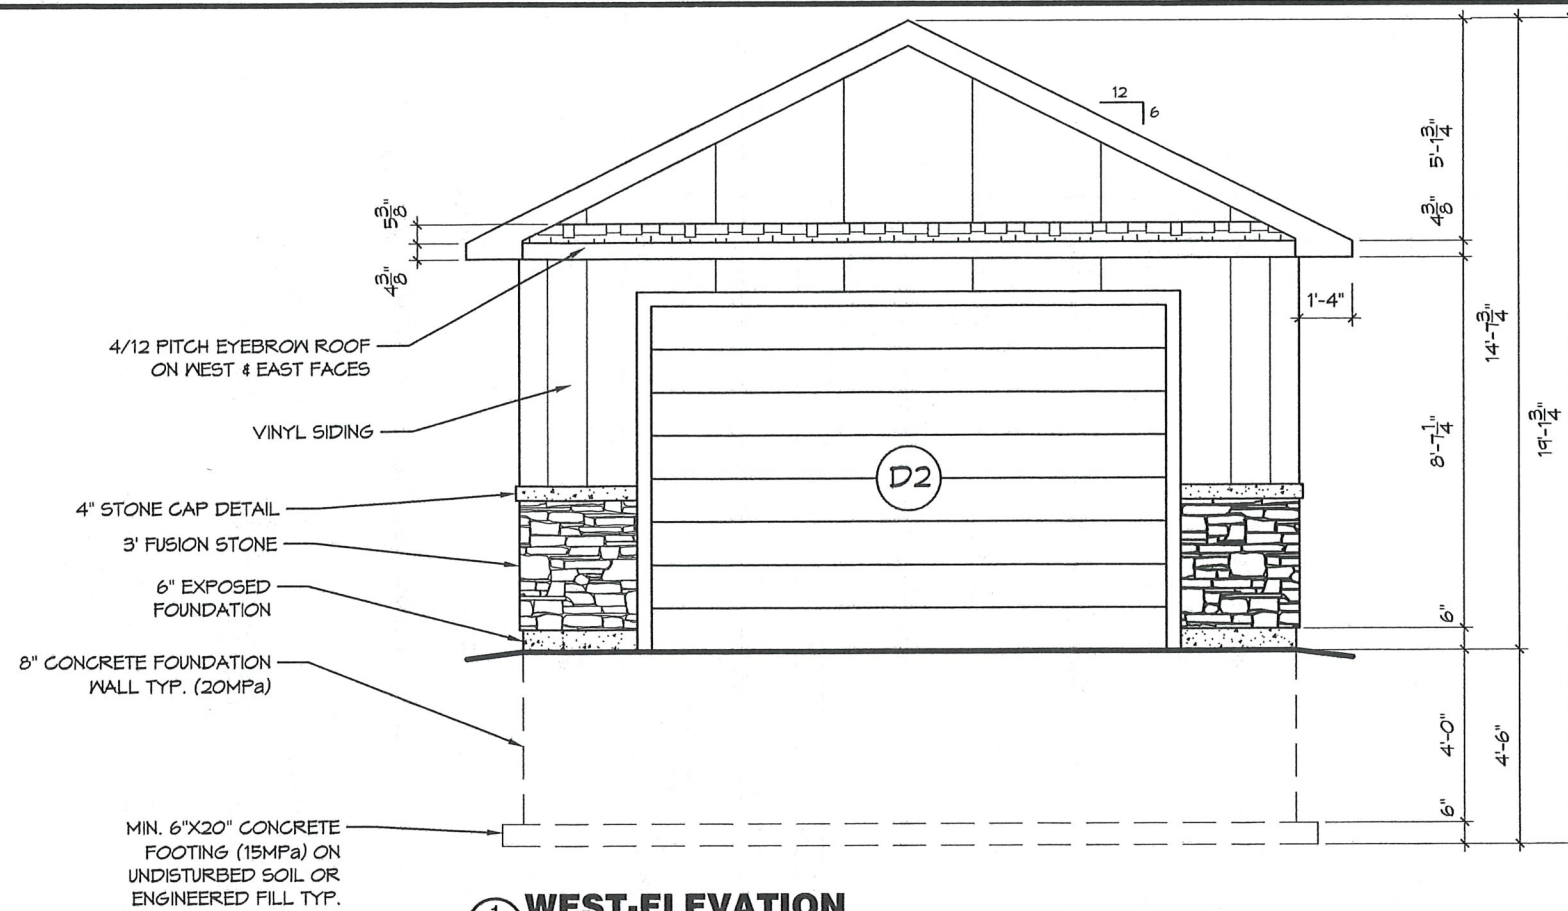 12
6
5'-1 3/4"
4 3/8"
5 3/8"
4 3/8"
1'-4"
14'-7 3/4"
19'-1 3/4"
8'-7 1/4"
4/12 PITCH EYEBROW ROOF
ON WEST & EAST FACES
VINYL SIDING
D2
4" STONE CAP DETAIL
3' FUSION STONE
6" EXPOSED
FOUNDATION
6"
8" CONCRETE FOUNDATION
WALL TYP. (20MPa)
4'-0"
4'-6"
6"
MIN. 6"X20" CONCRETE
FOOTING (15MPa) ON
UNDISTURBED SOIL OR
ENGINEERED FILL TYP.
1
WEST-ELEVATION